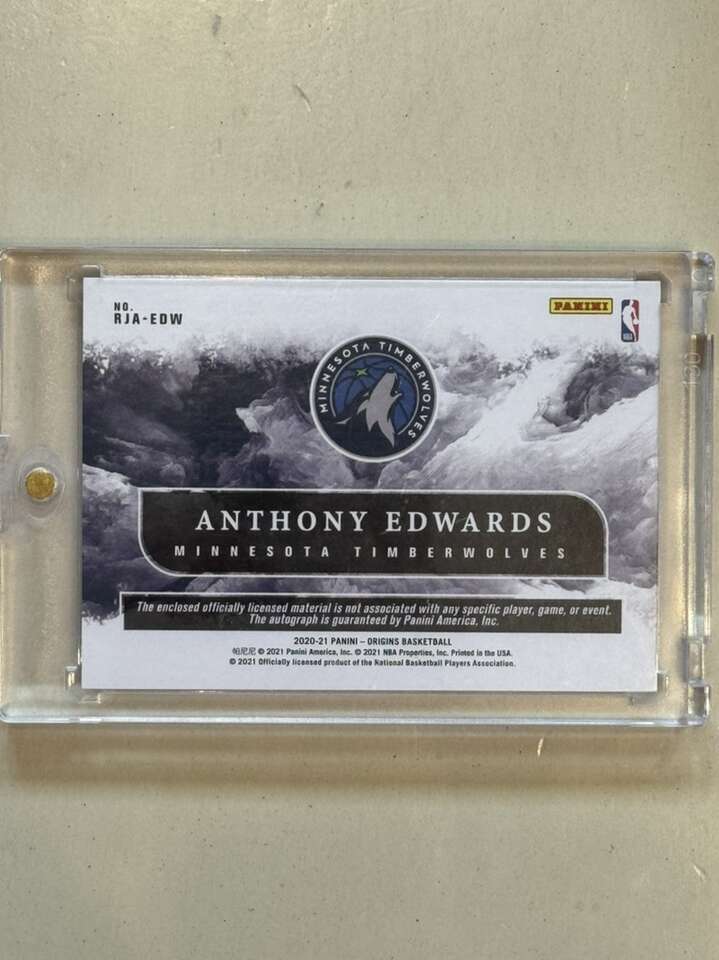 NO.
RJA-EDW
PANINI
NBA
MINNESOTA TIMBERWOLVES
ANTHONY EDWARDS
MINNESOTA TIMBERWOLVES
The enclosed officially licensed material is not associated with any specific player, game, or event.
The autograph is guaranteed by Panini America, Inc.
2020-21 PANINI – ORIGINS BASKETBALL
帕尼尼 © 2021 Panini America, Inc. © 2021 NBA Properties, Inc. Printed in the USA.
© 2021 Officially licensed product of the National Basketball Players Association.